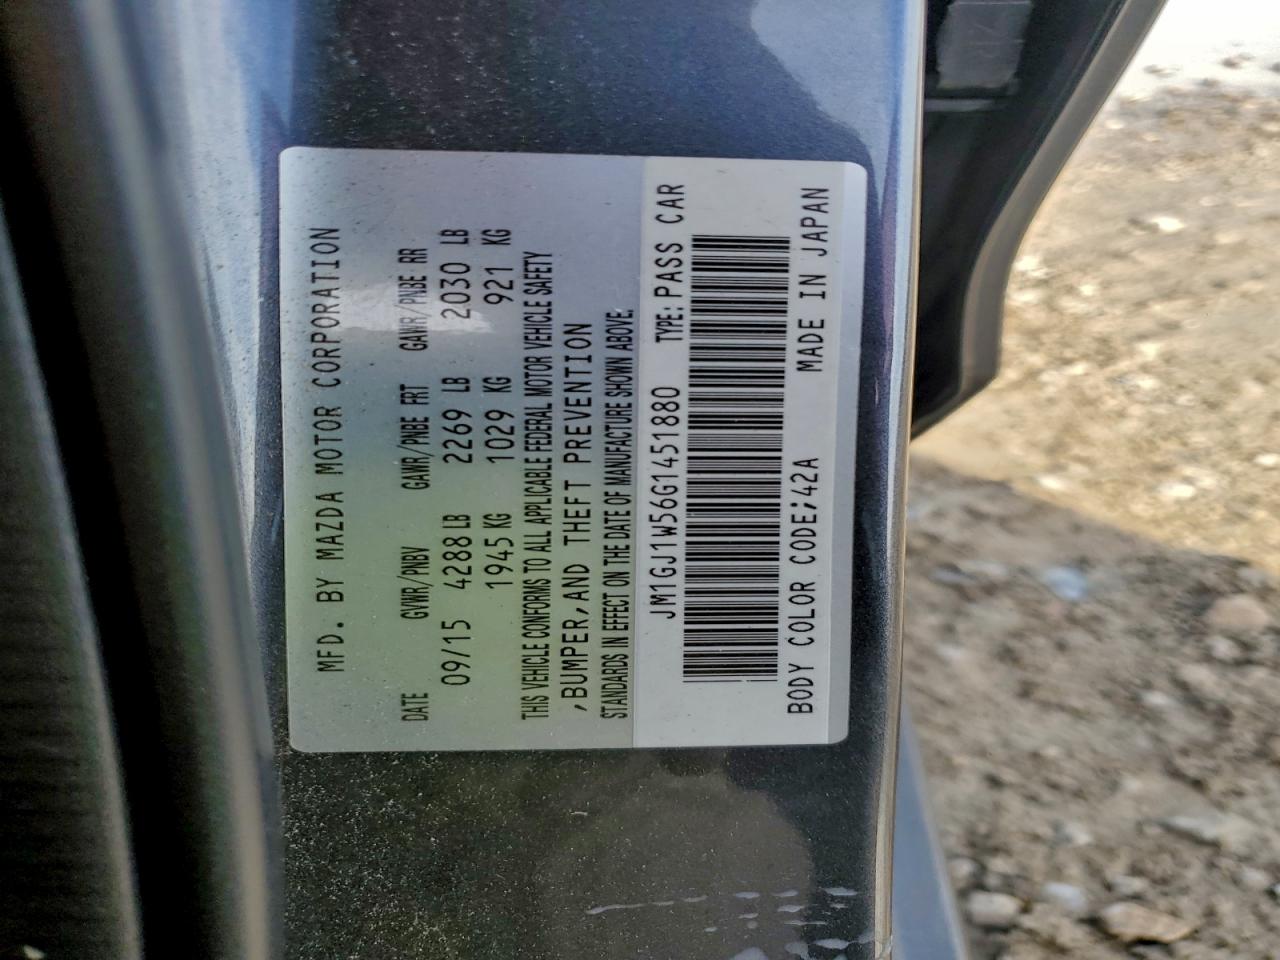 MFD. BY MAZDA MOTOR CORPORATION
DATE GVWR/PNBV GAWR/PNBE FRT GAWR/PNBE RR
09/15 4288 LB 2269 LB 2030 LB
1945 KG 1029 KG 921 KG
THIS VEHICLE CONFORMS TO ALL APPLICABLE FEDERAL MOTOR VEHICLE SAFETY
,BUMPER,AND THEFT PREVENTION
STANDARDS IN EFFECT ON THE DATE OF MANUFACTURE SHOWN ABOVE.
JM1GJ1W56G1451880 TYPE:PASS CAR
BODY COLOR CODE;42A MADE IN JAPAN